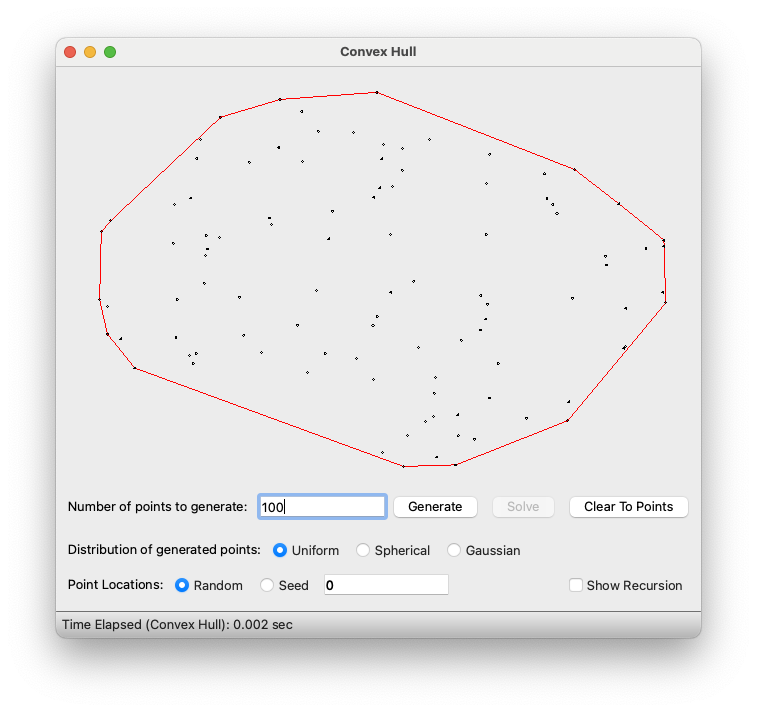 Convex Hull
Number of points to generate: 100 Generate Solve Clear To Points
Distribution of generated points: Uniform Spherical Gaussian
Point Locations: Random Seed 0 Show Recursion
Time Elapsed (Convex Hull): 0.002 sec